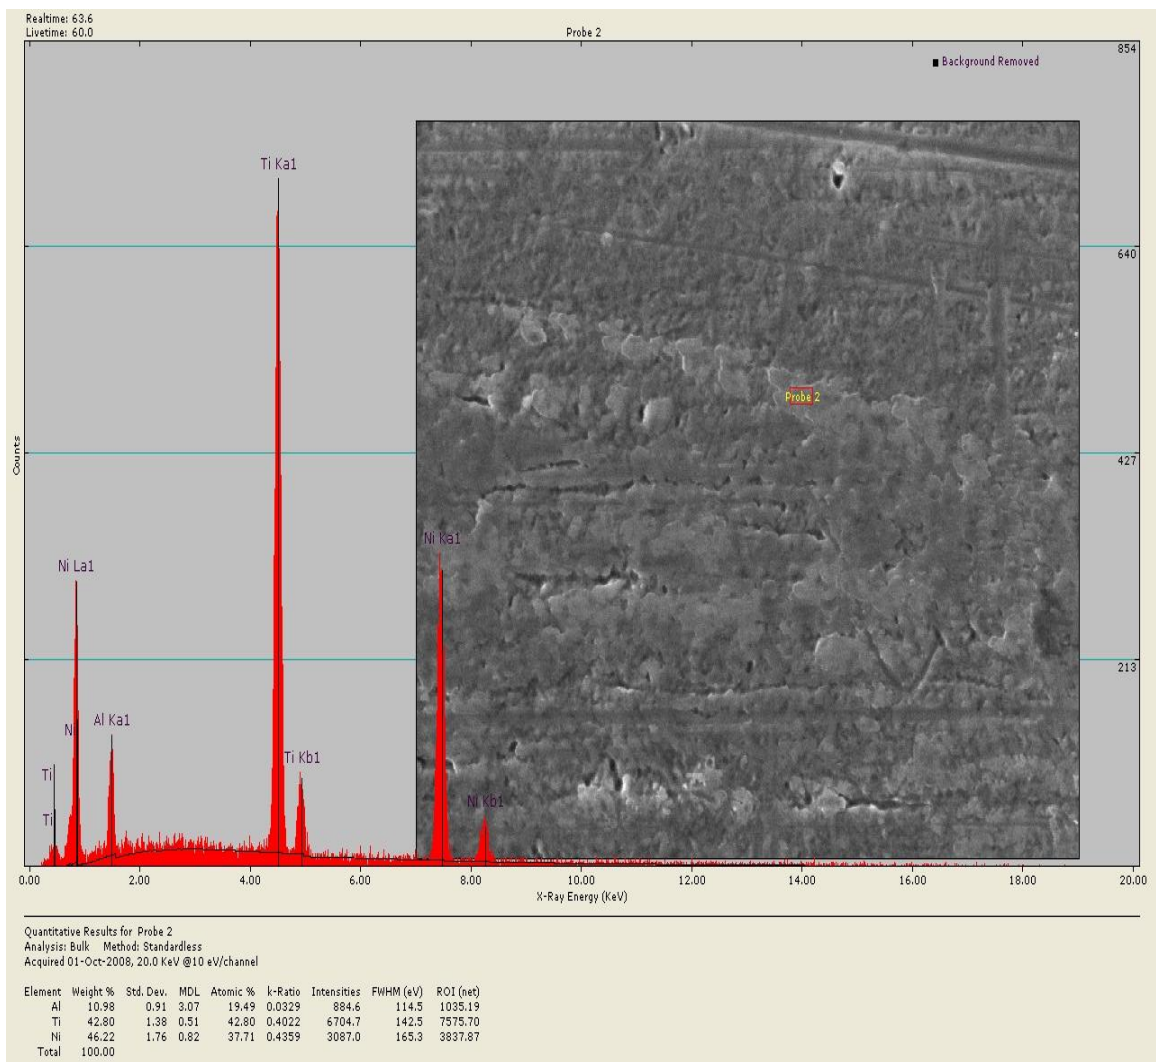 Realtime: 63.6
Livetime: 60.0
Probe 2
854
Background Removed
Ti Ka1
640
Probe 2
Counts
427
Ni Ka1
Ni La1
213
N
Al Ka1
Ti Kb1
Ti
Ni Kb1
Ti
0.00 2.00 4.00 6.00 8.00 10.00 12.00 14.00 16.00 18.00 20.00
X-Ray Energy (KeV)
Quantitative Results for Probe 2
Analysis: Bulk Method: Standardless
Acquired 01-Oct-2008, 20.0 KeV @10 eV/channel
Element Weight % Std. Dev. MDL Atomic % k-Ratio Intensities FWHM (eV) ROI (net)
Al 10.98 0.91 3.07 19.49 0.0329 884.6 114.5 1035.19
Ti 42.80 1.38 0.51 42.80 0.4022 6704.7 142.5 7575.70
Ni 46.22 1.76 0.82 37.71 0.4359 3087.0 165.3 3837.87
Total 100.00